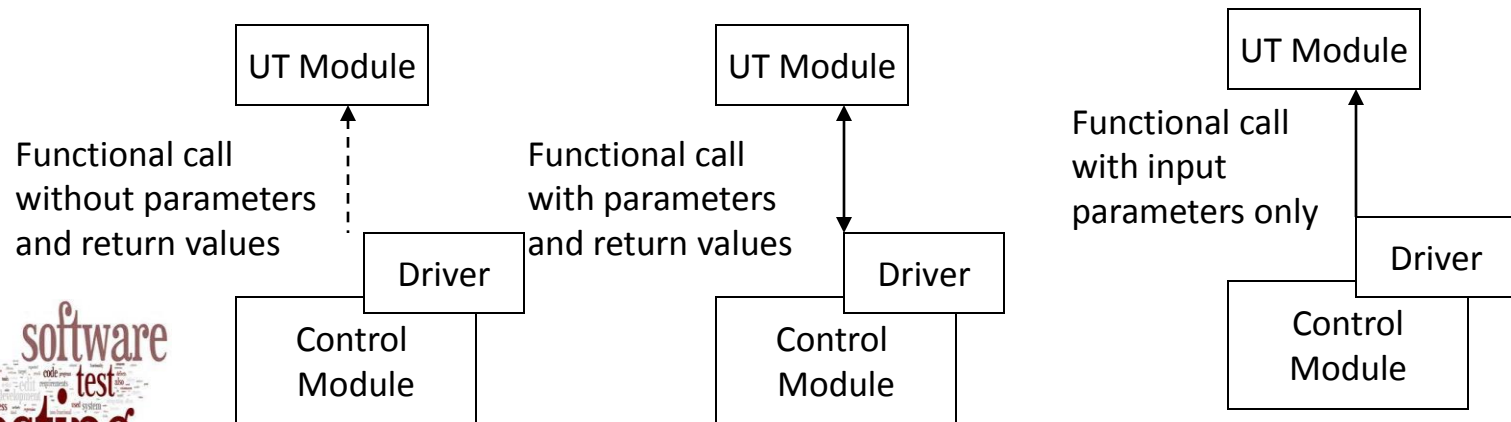 UT Module
Functional call
without parameters
and return values
Driver
Control
Module
UT Module
Functional call
with parameters
and return values
Driver
Control
Module
UT Module
Functional call
with input
parameters only
Driver
Control
Module
software
test